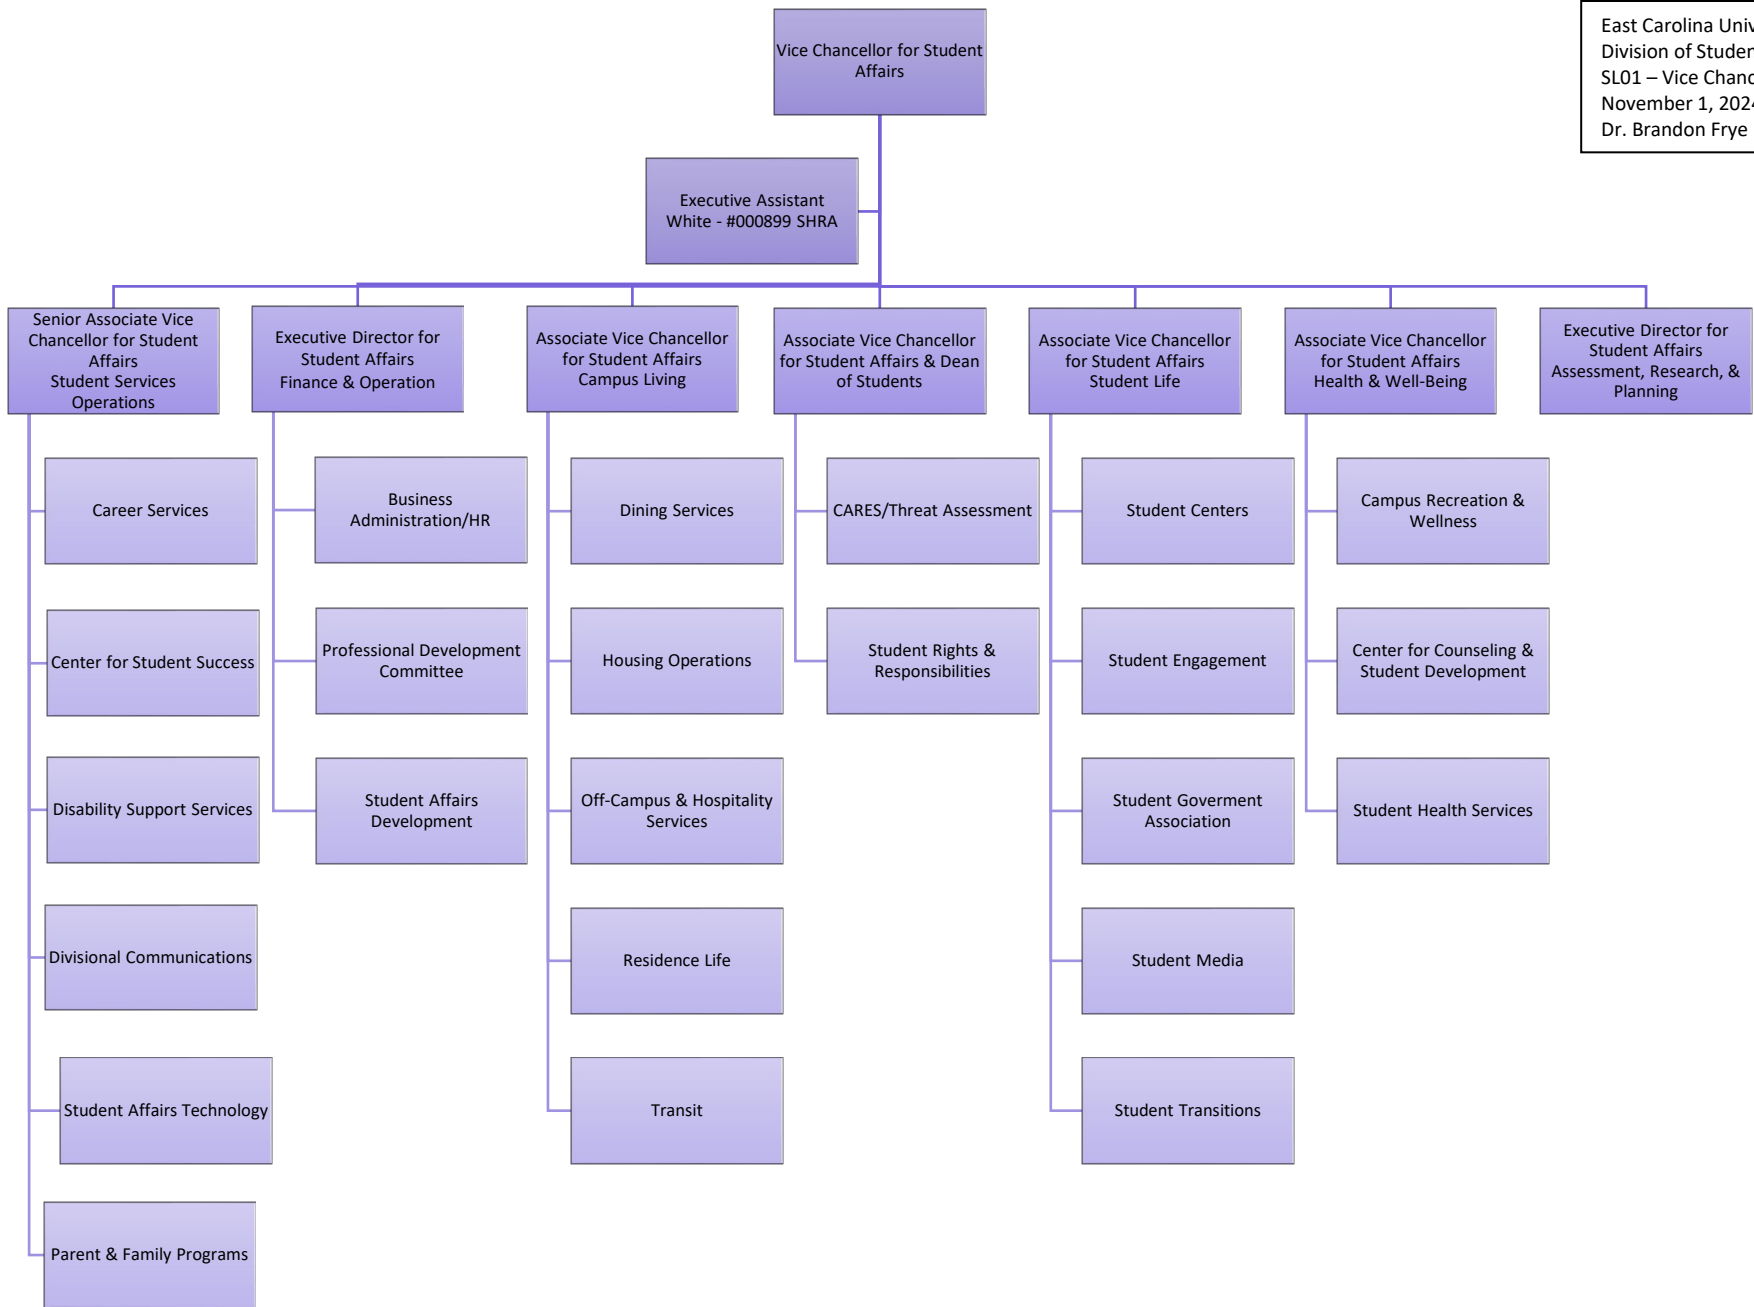 East Carolina Univ
Division of Studen
SL01 – Vice Chanc
November 1, 2024
Dr. Brandon Frye
Vice Chancellor for Student
Affairs
Executive Assistant
White - #000899 SHRA
Senior Associate Vice
Chancellor for Student
Affairs
Student Services
Operations
Executive Director for
Student Affairs
Finance & Operation
Associate Vice Chancellor
for Student Affairs
Campus Living
Associate Vice Chancellor
for Student Affairs & Dean
of Students
Associate Vice Chancellor
for Student Affairs
Student Life
Associate Vice Chancellor
for Student Affairs
Health & Well-Being
Executive Director for
Student Affairs
Assessment, Research, &
Planning
Career Services
Business
Administration/HR
Dining Services
CARES/Threat Assessment
Student Centers
Campus Recreation &
Wellness
Center for Student Success
Professional Development
Committee
Housing Operations
Student Rights &
Responsibilities
Student Engagement
Center for Counseling &
Student Development
Disability Support Services
Student Affairs
Development
Off-Campus & Hospitality
Services
Student Goverment
Association
Student Health Services
Divisional Communications
Residence Life
Student Media
Student Affairs Technology
Transit
Student Transitions
Parent & Family Programs